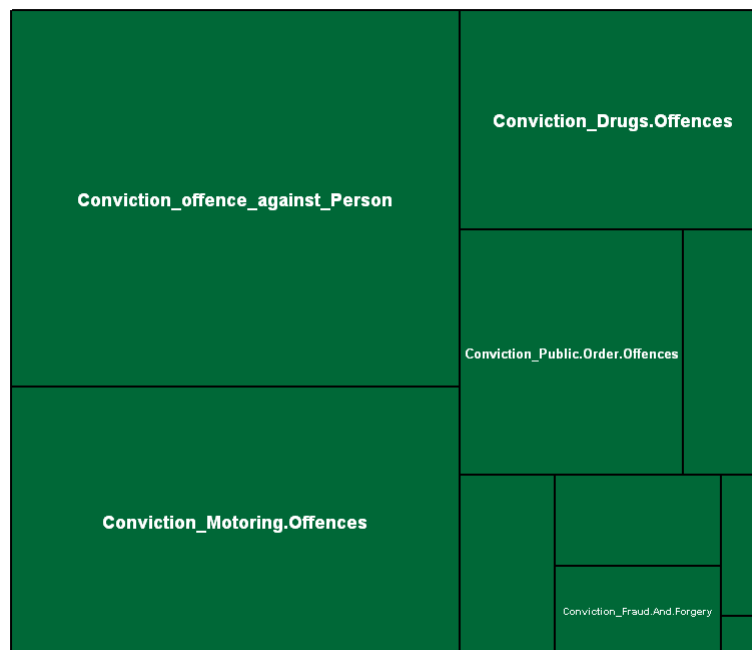 Conviction_offence_against_Person
Conviction_Drugs.Offences
Conviction_Public.Order.Offences
Conviction_Motoring.Offences
Conviction_Fraud.And.Forgery